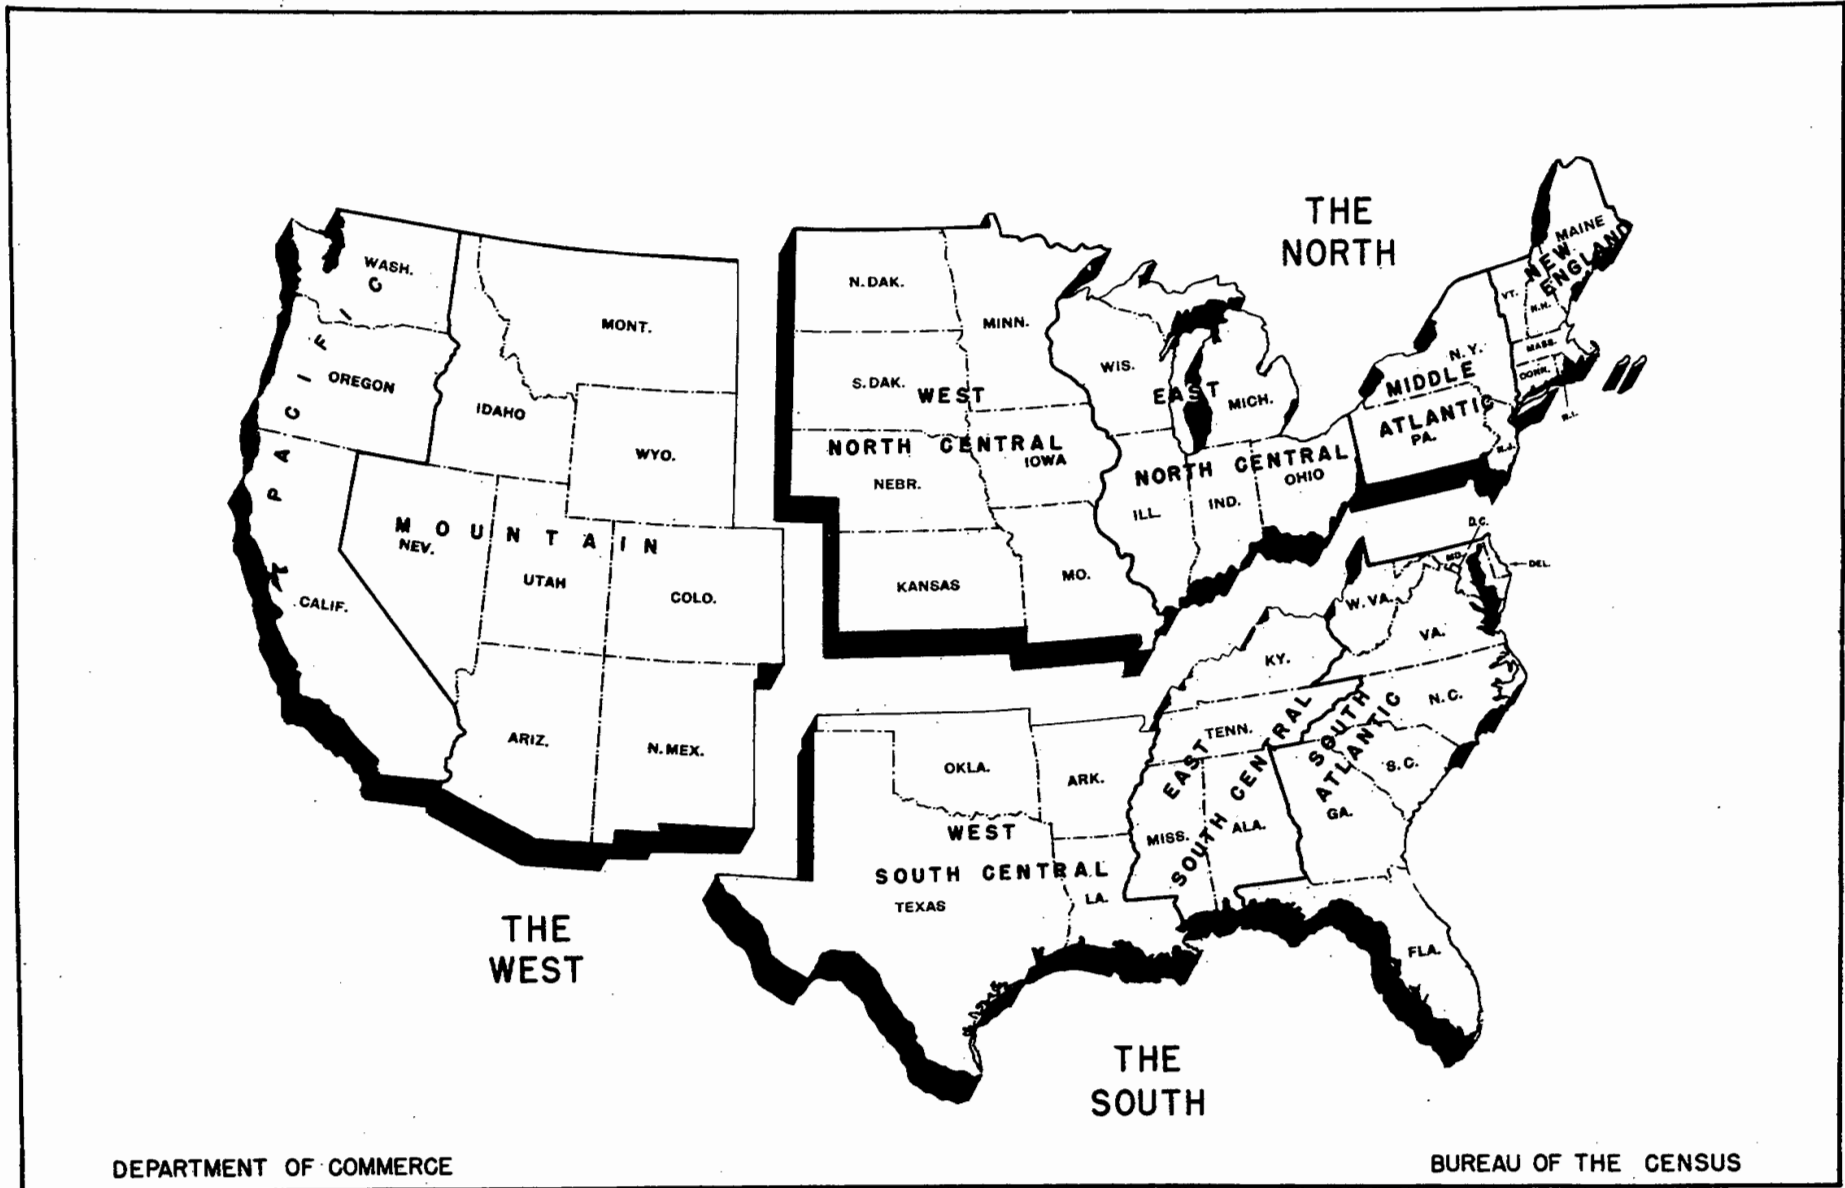 THE
NORTH
MAINE
NEW
ENGLAND
VT.
N.H.
MASS.
CONN.
R.I.
N.Y.
MIDDLE
ATLANTIC
PA.
N.J.
WASH.
OREGON
CALIF.
PACIFIC
MONT.
IDAHO
WYO.
MOUNTAIN
NEV.
UTAH
COLO.
ARIZ.
N.MEX.
N.DAK.
MINN.
S.DAK.
WEST
NORTH CENTRAL
IOWA
NEBR.
KANSAS
MO.
WIS.
EAST
MICH.
NORTH CENTRAL
OHIO
ILL.
IND.
D.C.
MD.
DEL.
W.VA.
VA.
KY.
N.C.
TENN.
SOUTH
ATLANTIC
S.C.
EAST
SOUTH CENTRAL
MISS.
ALA.
GA.
FLA.
OKLA.
ARK.
WEST
SOUTH CENTRAL
TEXAS
LA.
THE
WEST
THE
SOUTH
DEPARTMENT OF COMMERCE
BUREAU OF THE CENSUS